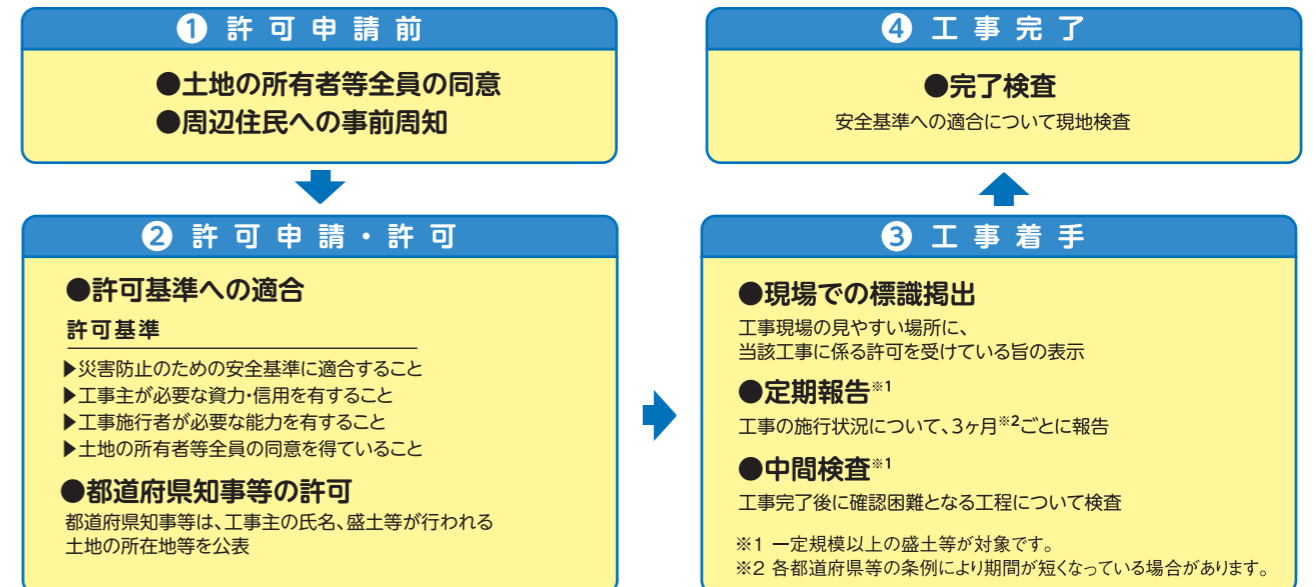 ❶ 許可申請前
●土地の所有者等全員の同意
●周辺住民への事前周知
❷ 許可申請・許可
●許可基準への適合
許可基準
▶災害防止のための安全基準に適合すること
▶工事主が必要な資力・信用を有すること
▶工事施行者が必要な能力を有すること
▶土地の所有者等全員の同意を得ていること
●都道府県知事等の許可
都道府県知事等は、工事主の氏名、盛土等が行われる
土地の所在地等を公表
❸ 工事着手
●現場での標識掲出
工事現場の見やすい場所に、
当該工事に係る許可を受けている旨の表示
●定期報告※1
工事の施行状況について、3ヶ月※2ごとに報告
●中間検査※1
工事完了後に確認困難となる工程について検査
※1 一定規模以上の盛土等が対象です。
※2 各都道府県等の条例により期間が短くなっている場合があります。
❹ 工事完了
●完了検査
安全基準への適合について現地検査